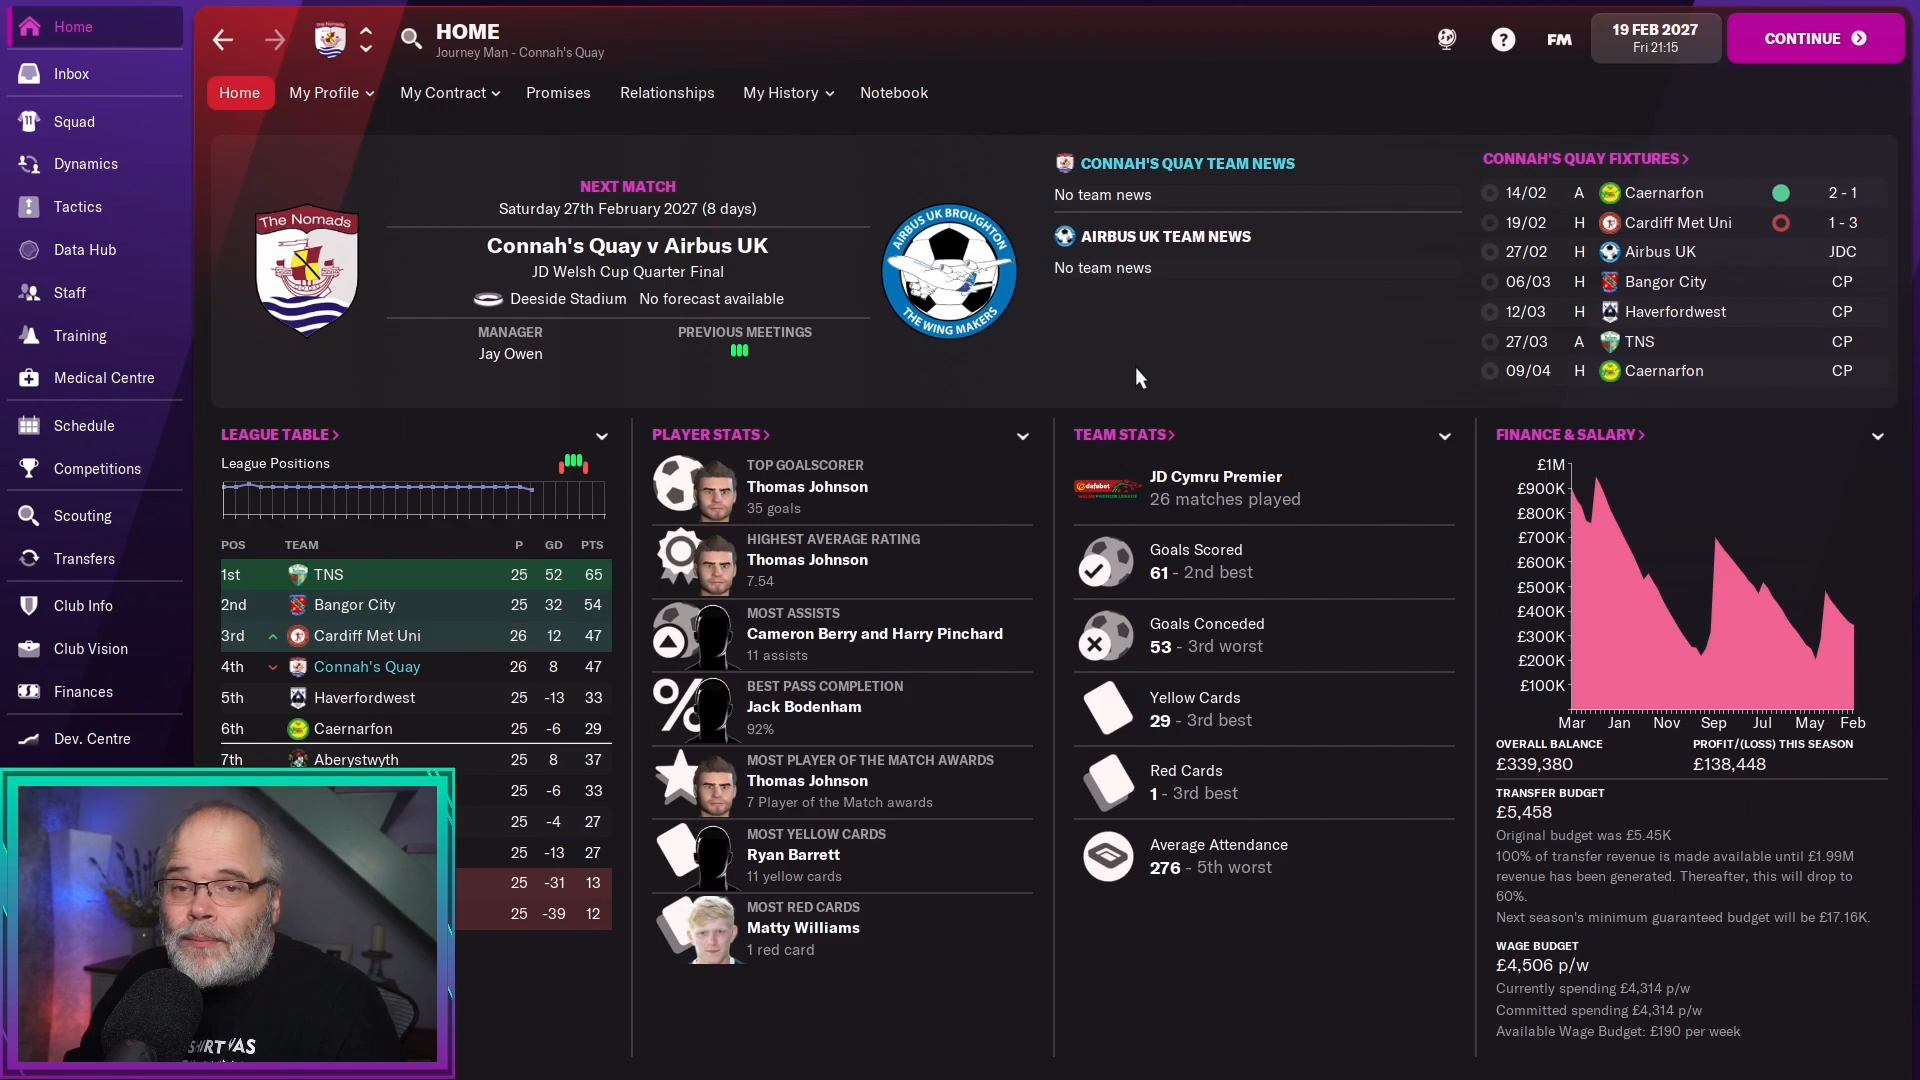 Home
Inbox
Squad
Dynamics
Tactics
Data Hub
Staff
Training
Medical Centre
Schedule
Competitions
Scouting
Transfers
Club Info
Club Vision
Finances
Dev. Centre
HOME
Journey Man - Connah's Quay
FM
19 FEB 2027
Fri 21:15
CONTINUE
Home My Profile My Contract Promises Relationships My History Notebook
The Nomads
NEXT MATCH
Saturday 27th February 2027 (8 days)
Connah's Quay v Airbus UK
JD Welsh Cup Quarter Final
Deeside Stadium No forecast available
MANAGER
Jay Owen
PREVIOUS MEETINGS
AIRBUS UK BROUGHTON
THE WING MAKERS
CONNAH'S QUAY TEAM NEWS
No team news
AIRBUS UK TEAM NEWS
No team news
CONNAH'S QUAY FIXTURES
14/02 A Caernarfon 2 - 1
19/02 H Cardiff Met Uni 1 - 3
27/02 H Airbus UK JDC
06/03 H Bangor City CP
12/03 H Haverfordwest CP
27/03 A TNS CP
09/04 H Caernarfon CP
LEAGUE TABLE
League Positions
POS TEAM P GD PTS
1st TNS 25 52 65
2nd Bangor City 25 32 54
3rd Cardiff Met Uni 26 12 47
4th Connah's Quay 26 8 47
5th Haverfordwest 25 -13 33
6th Caernarfon 25 -6 29
7th Aberystwyth 25 8 37
25 -6 33
25 -4 27
25 -13 27
25 -31 13
25 -39 12
PLAYER STATS
TOP GOALSCORER
Thomas Johnson
35 goals
HIGHEST AVERAGE RATING
Thomas Johnson
7.54
MOST ASSISTS
Cameron Berry and Harry Pinchard
11 assists
BEST PASS COMPLETION
Jack Bodenham
92%
MOST PLAYER OF THE MATCH AWARDS
Thomas Johnson
7 Player of the Match awards
MOST YELLOW CARDS
Ryan Barrett
11 yellow cards
MOST RED CARDS
Matty Williams
1 red card
TEAM STATS
dafabet
JD Cymru Premier
26 matches played
Goals Scored
61 - 2nd best
Goals Conceded
53 - 3rd worst
Yellow Cards
29 - 3rd best
Red Cards
1 - 3rd best
Average Attendance
276 - 5th worst
FINANCE & SALARY
£1M
£900K
£800K
£700K
£600K
£500K
£400K
£300K
£200K
£100K
Mar Jan Nov Sep Jul May Feb
OVERALL BALANCE
£339,380
PROFIT/(LOSS) THIS SEASON
£138,448
TRANSFER BUDGET
£5,458
Original budget was £5.45K
100% of transfer revenue is made available until £1.99M
revenue has been generated. Thereafter, this will drop to
60%.
Next season's minimum guaranteed budget will be £17.16K.
WAGE BUDGET
£4,506 p/w
Currently spending £4,314 p/w
Committed spending £4,314 p/w
Available Wage Budget: £190 per week